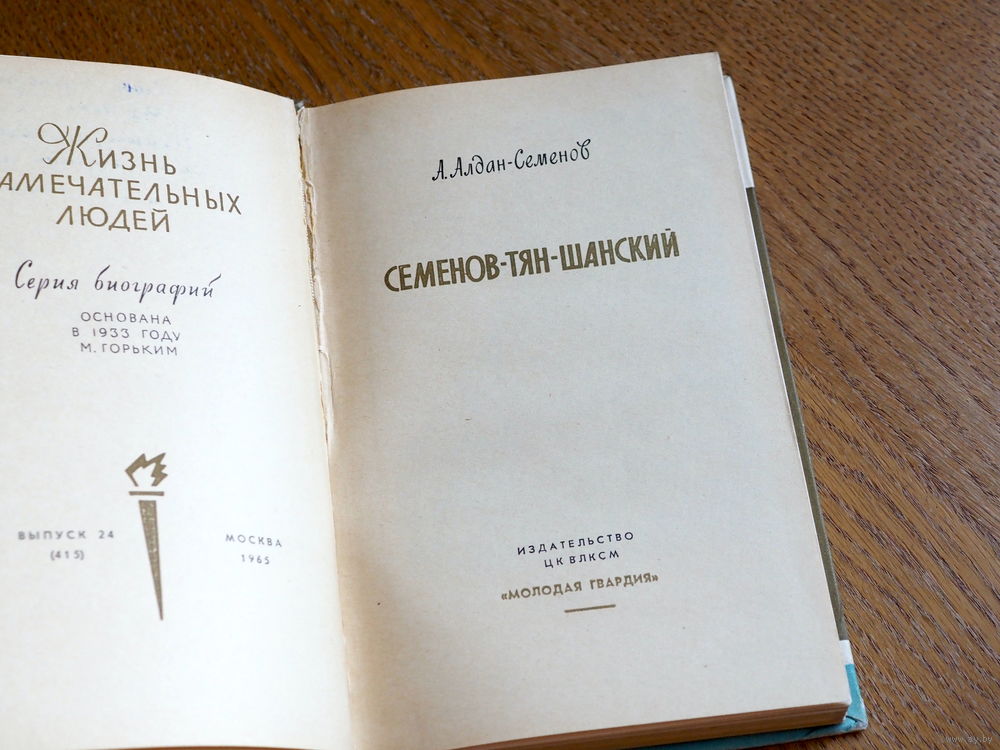 Жизнь
АМЕЧАТЕЛЬНЫХ
ЛЮДЕЙ
Серия биографий
ОСНОВАНА
В 1933 ГОДУ
М. ГОРЬКИМ
ВЫПУСК 24
(415)
МОСКВА
1965
А. Алдан-Семенов
СЕМЕНОВ-ТЯН-ШАНСКИЙ
ИЗДАТЕЛЬСТВО
ЦК ВЛКСМ
«МОЛОДАЯ ГВАРДИЯ»